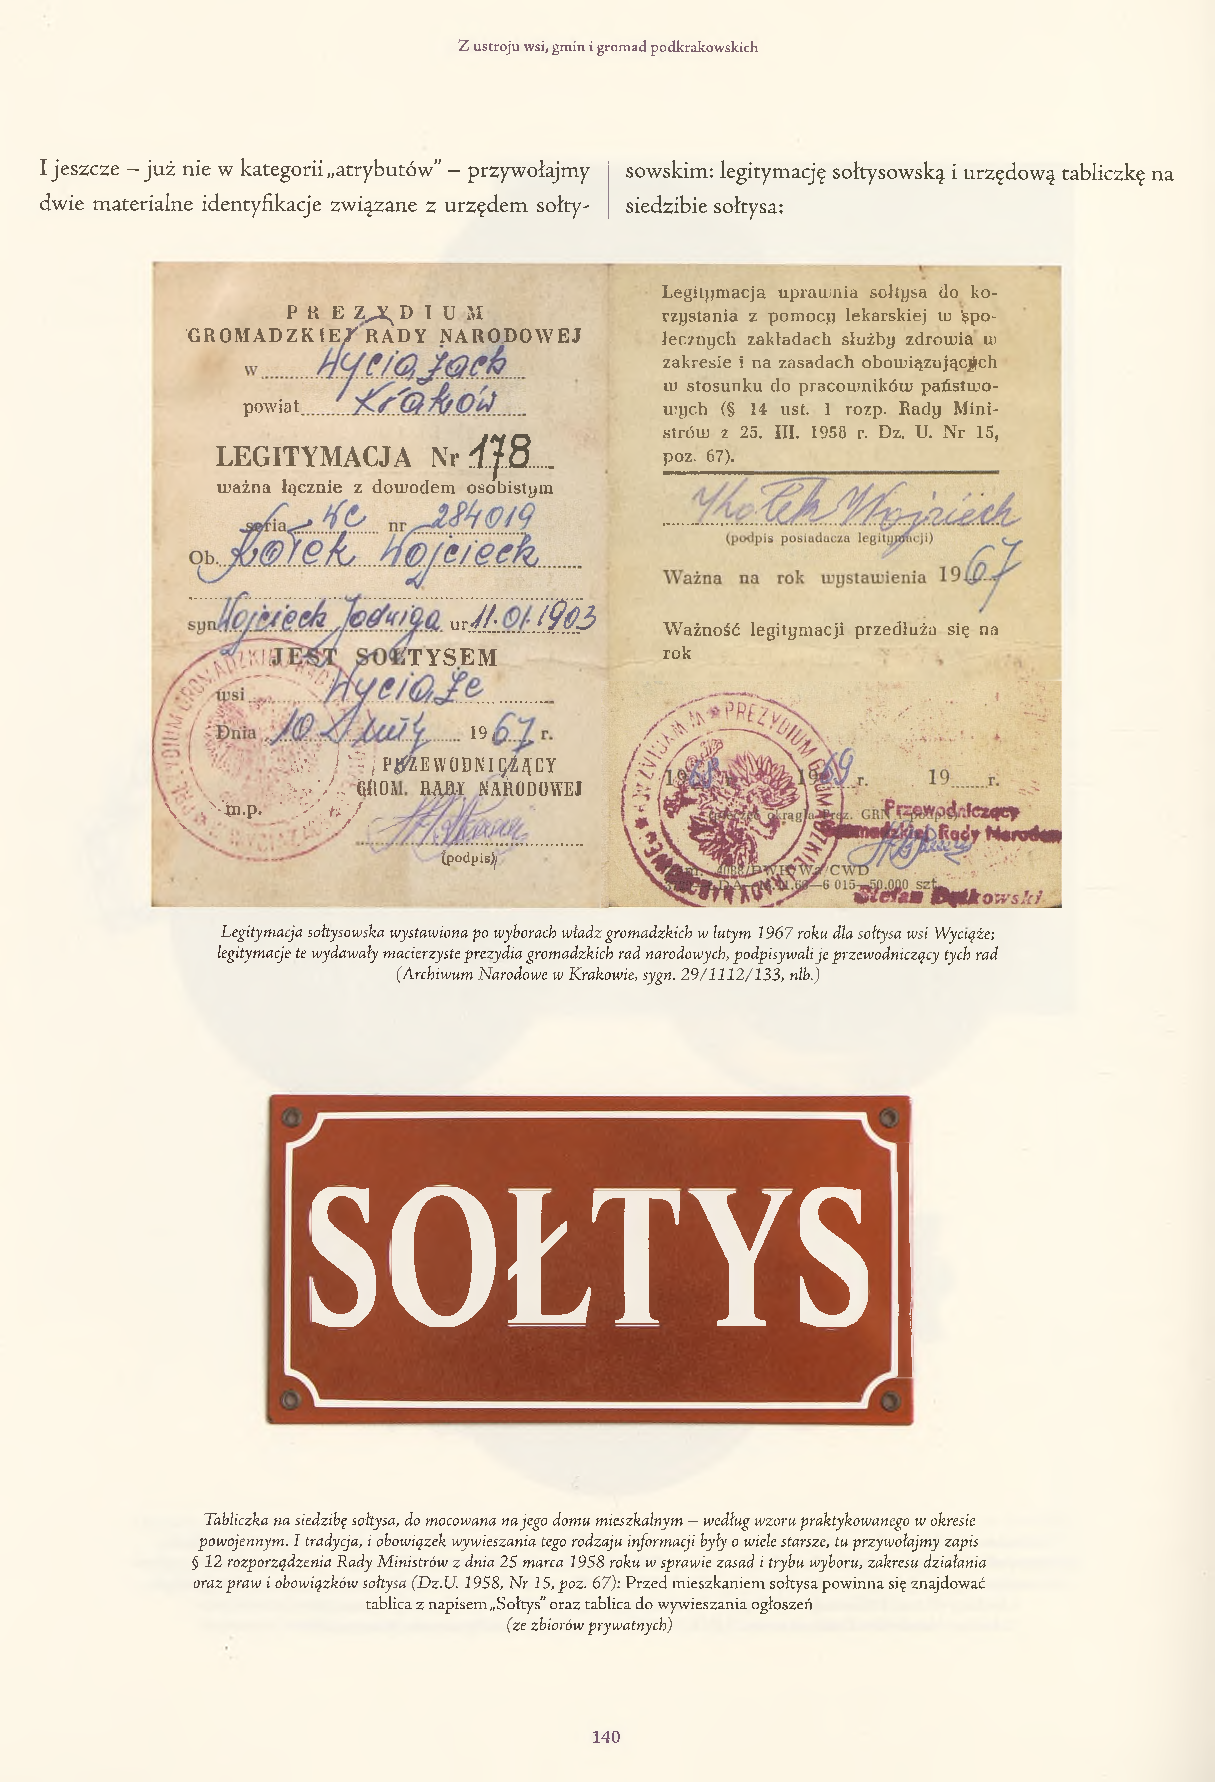 Z ustroju wsi, gmin i gromad podkrakowskich
I jeszcze – już nie w kategorii „atrybutów” – przywołajmy
dwie materialne identyfikacje związane z urzędem sołty-
sowskim: legitymację sołtysowską i urzędową tabliczkę na
siedzibie sołtysa:
PREZYDIUM
GROMADZKIEJ RADY NARODOWEJ
w Wyciążach
powiat Kraków
LEGITYMACJA Nr 178
ważna łącznie z dowodem osobistym
seria WC nr 284019
Ob. Kołek Wojciech
syn Wojciech Jadwiga ur 11.01.1903
JEST SOŁTYSEM
wsi Wyciąże
Dnia 10 luty 1967 r.
PRZEWODNICZĄCY
GROM. RADY NARODOWEJ
m.p.
(podpis)
Legitymacja uprawnia sołtysa do ko-
rzystania z pomocy lekarskiej w spo-
łecznych zakładach służby zdrowia w
zakresie i na zasadach obowiązujących
w stosunku do pracowników państwo-
wych (§ 14 ust. 1 rozp. Rady Mini-
strów z 25. III. 1958 r. Dz. U. Nr 15,
poz. 67).
Kołek Wojciech
(podpis posiadacza legitymacji)
Ważna na rok wystawienia 1967
Ważność legitymacji przedłuża się na
rok
1968 r. 1969 r. 19 r.
Przewodniczący
Gromadzkiej Rady Narodow
Stefan Dętkowski
Legitymacja sołtysowska wystawiona po wyborach władz gromadzkich w lutym 1967 roku dla sołtysa wsi Wyciąże;
legitymacje te wydawały macierzyste prezydia gromadzkich rad narodowych, podpisywali je przewodniczący tych rad
(Archiwum Narodowe w Krakowie, sygn. 29/1112/133, nlb.)
SOŁTYS
Tabliczka na siedzibę sołtysa, do mocowana na jego domu mieszkalnym – według wzoru praktykowanego w okresie
powojennym. I tradycja, i obowiązek wywieszania tego rodzaju informacji były o wiele starsze, tu przywołajmy zapis
§ 12 rozporządzenia Rady Ministrów z dnia 25 marca 1958 roku w sprawie zasad i trybu wyboru, zakresu działania
oraz praw i obowiązków sołtysa (Dz.U. 1958, Nr 15, poz. 67): Przed mieszkaniem sołtysa powinna się znajdować
tablica z napisem „Sołtys” oraz tablica do wywieszania ogłoszeń
(ze zbiorów prywatnych)
140